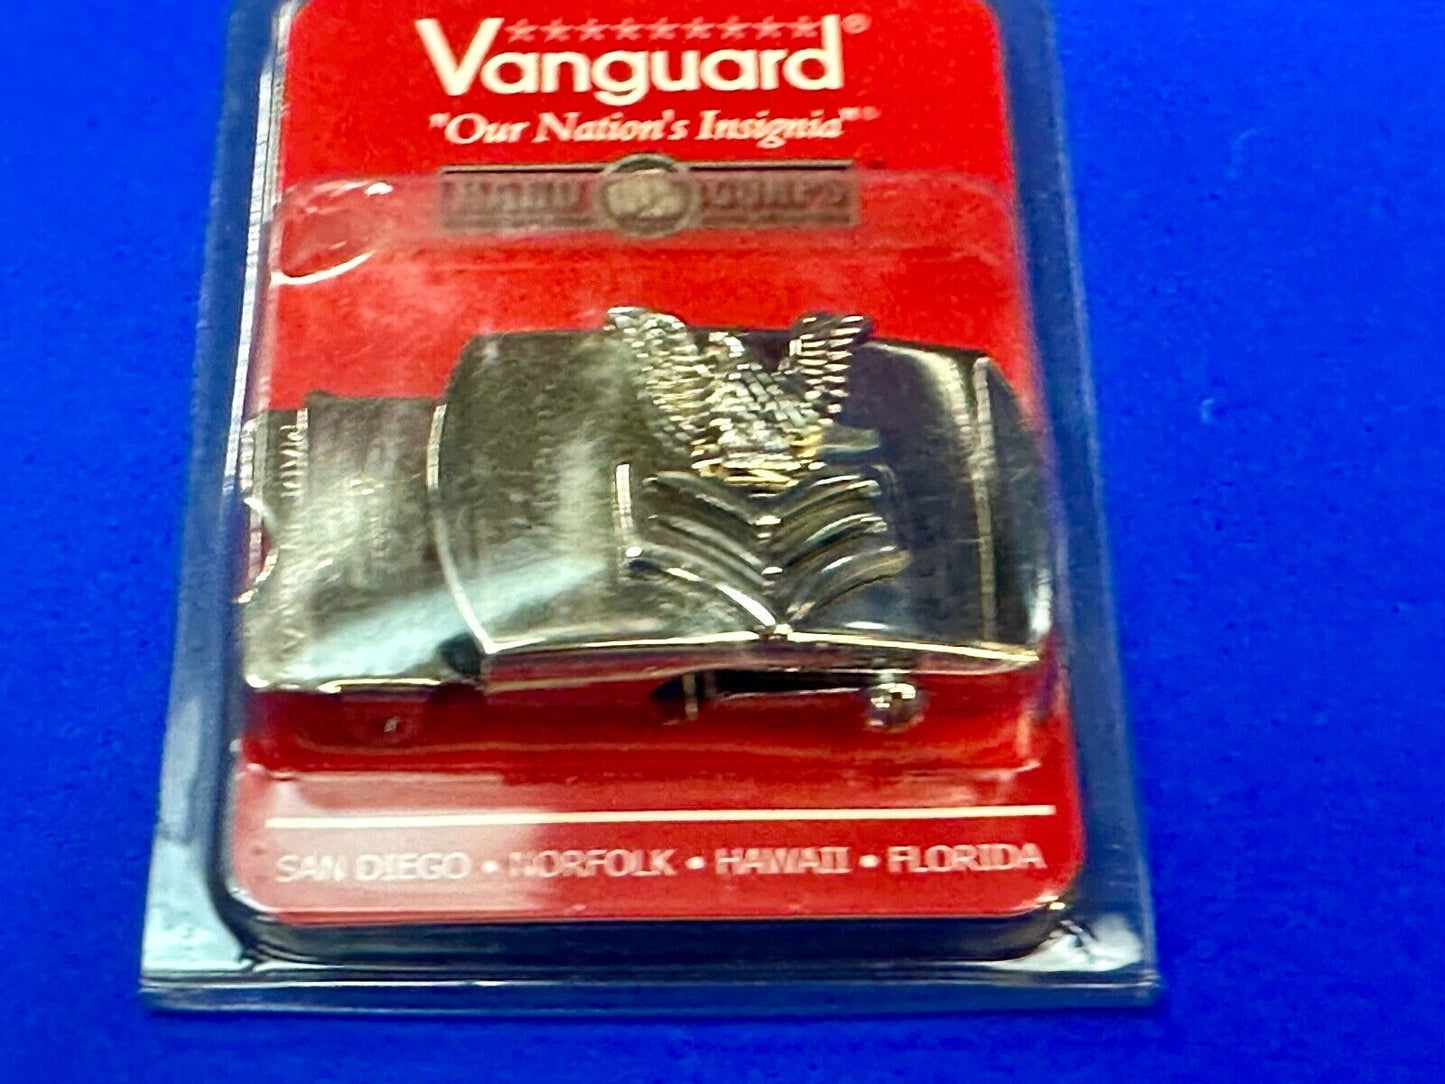 Vanguard®
"Our Nation's Insignia"
SAN DIEGO • NORFOLK • HAWAII • FLORIDA